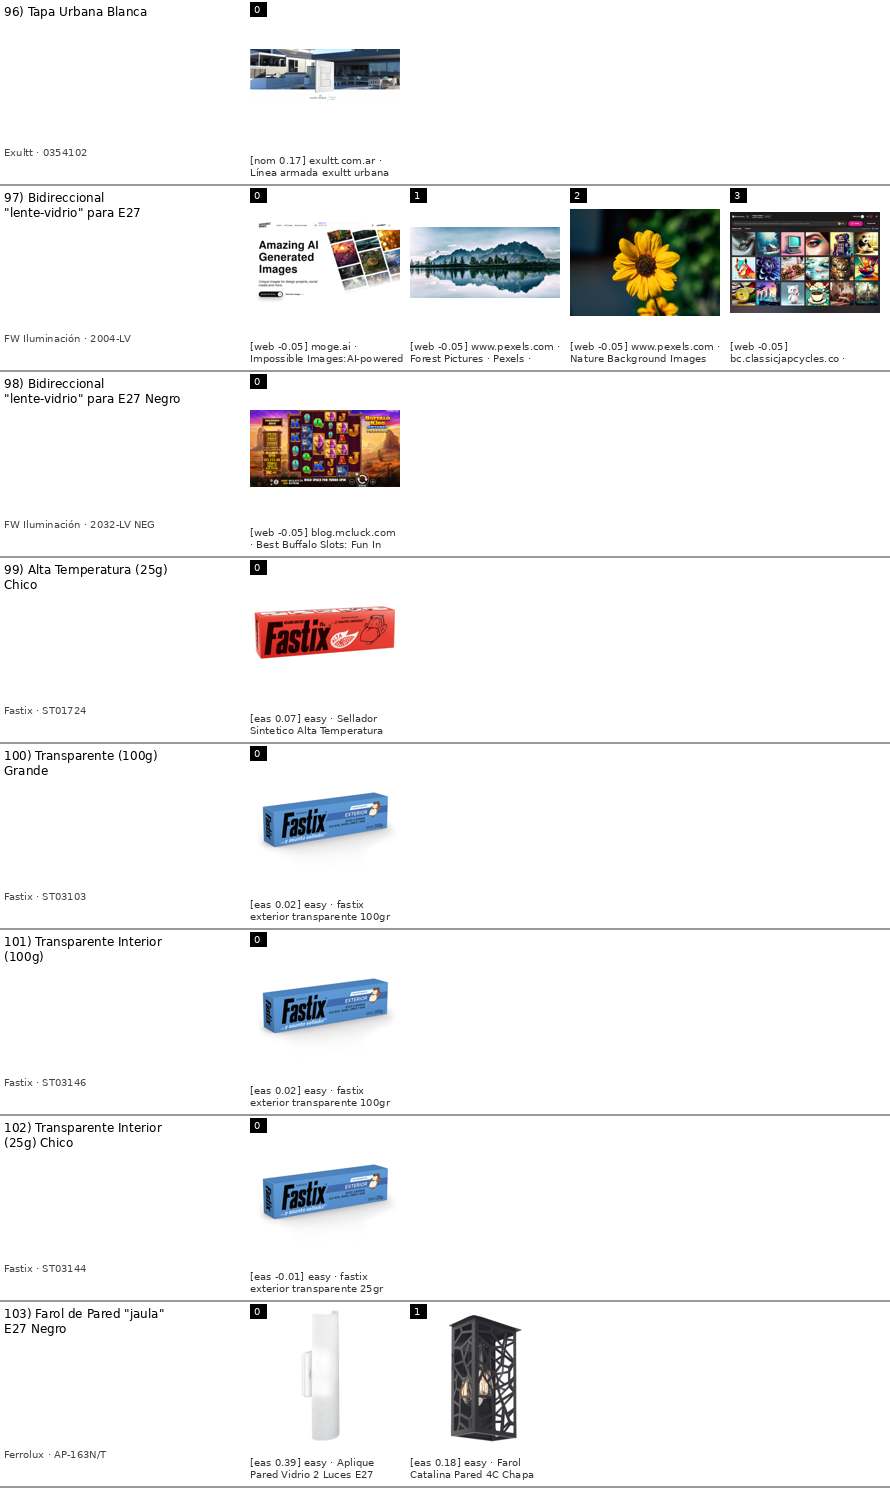 96) Tapa Urbana Blanca
0
Exultt · 0354102
[nom 0.17] exultt.com.ar ·
Línea armada exultt urbana
97) Bidireccional
"lente-vidrio" para E27
0
1
2
3
Amazing AI
Generated
Images
FW Iluminación · 2004-LV
[web -0.05] moge.ai ·
Impossible Images:AI-powered
[web -0.05] www.pexels.com ·
Forest Pictures · Pexels ·
[web -0.05] www.pexels.com ·
Nature Background Images
[web -0.05]
bc.classicjapcycles.co ·
98) Bidireccional
"lente-vidrio" para E27 Negro
0
FW Iluminación · 2032-LV NEG
[web -0.05] blog.mcluck.com
· Best Buffalo Slots: Fun In
99) Alta Temperatura (25g)
Chico
0
Fastix
Fastix · ST01724
[eas 0.07] easy · Sellador
Sintetico Alta Temperatura
100) Transparente (100g)
Grande
0
Fastix
EXTERIOR
Fastix · ST03103
[eas 0.02] easy · fastix
exterior transparente 100gr
101) Transparente Interior
(100g)
0
Fastix
EXTERIOR
Fastix · ST03146
[eas 0.02] easy · fastix
exterior transparente 100gr
102) Transparente Interior
(25g) Chico
0
Fastix
EXTERIOR
Fastix · ST03144
[eas -0.01] easy · fastix
exterior transparente 25gr
103) Farol de Pared "jaula"
E27 Negro
0
1
Ferrolux · AP-163N/T
[eas 0.39] easy · Aplique
Pared Vidrio 2 Luces E27
[eas 0.18] easy · Farol
Catalina Pared 4C Chapa